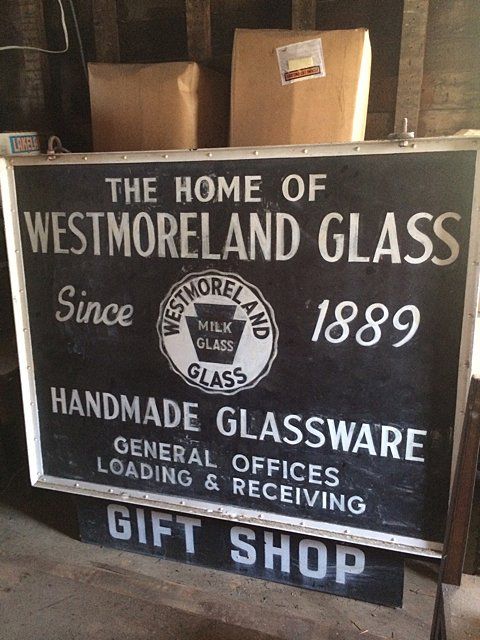 LAKELA
THE HOME OF
WESTMORELAND GLASS
Since 1889
WESTMORELAND
MILK
GLASS
GLASS
HANDMADE GLASSWARE
GENERAL OFFICES
LOADING & RECEIVING
GIFT SHOP